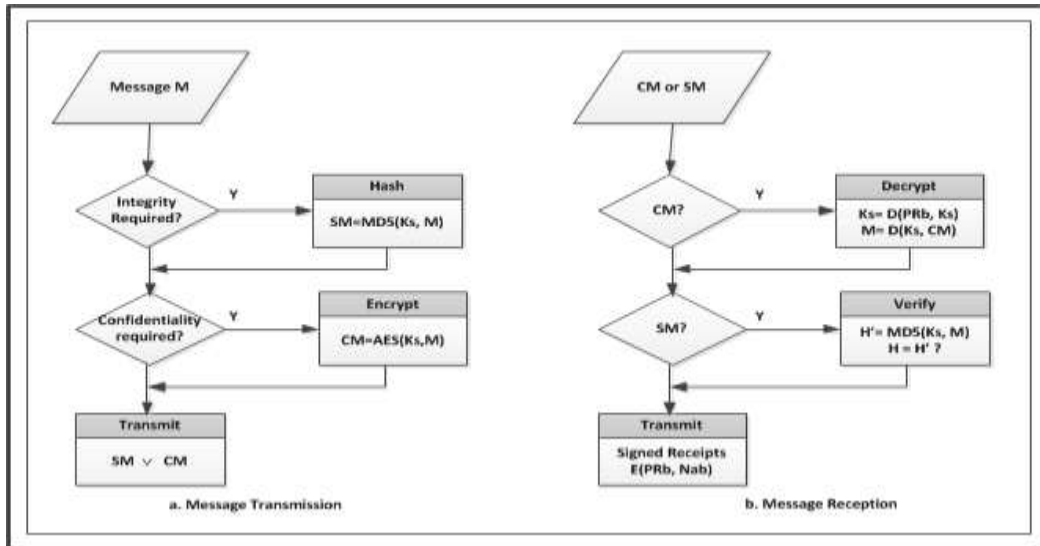 Message M
Integrity
Required?
Y
Hash
SM=MD5(Ks, M)
Confidentiality
required?
Y
Encrypt
CM=AES(Ks,M)
Transmit
SM ∨ CM
a. Message Transmission
CM or SM
CM?
Y
Decrypt
Ks= D(PRb, Ks)
M= D(Ks, CM)
SM?
Y
Verify
H'= MD5(Ks, M)
H = H' ?
Transmit
Signed Receipts
E(PRb, Nab)
b. Message Reception